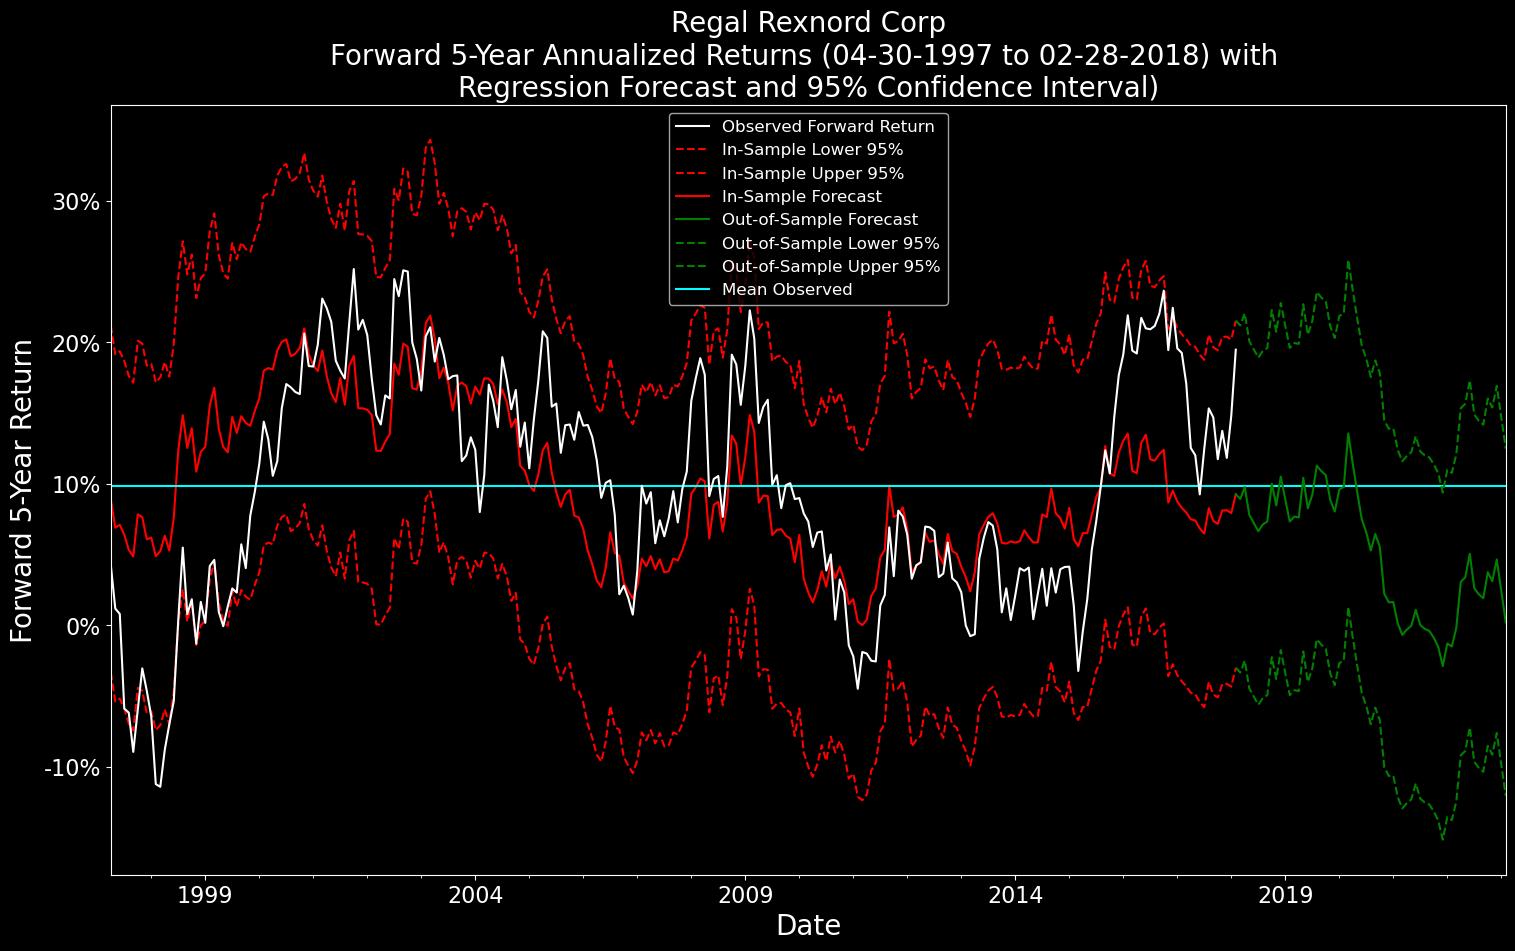 Regal Rexnord Corp
Forward 5-Year Annualized Returns (04-30-1997 to 02-28-2018) with
Regression Forecast and 95% Confidence Interval)
Observed Forward Return
In-Sample Lower 95%
In-Sample Upper 95%
In-Sample Forecast
Out-of-Sample Forecast
Out-of-Sample Lower 95%
Out-of-Sample Upper 95%
Mean Observed
Forward 5-Year Return
30%
20%
10%
0%
-10%
1999
2004
2009
2014
2019
Date